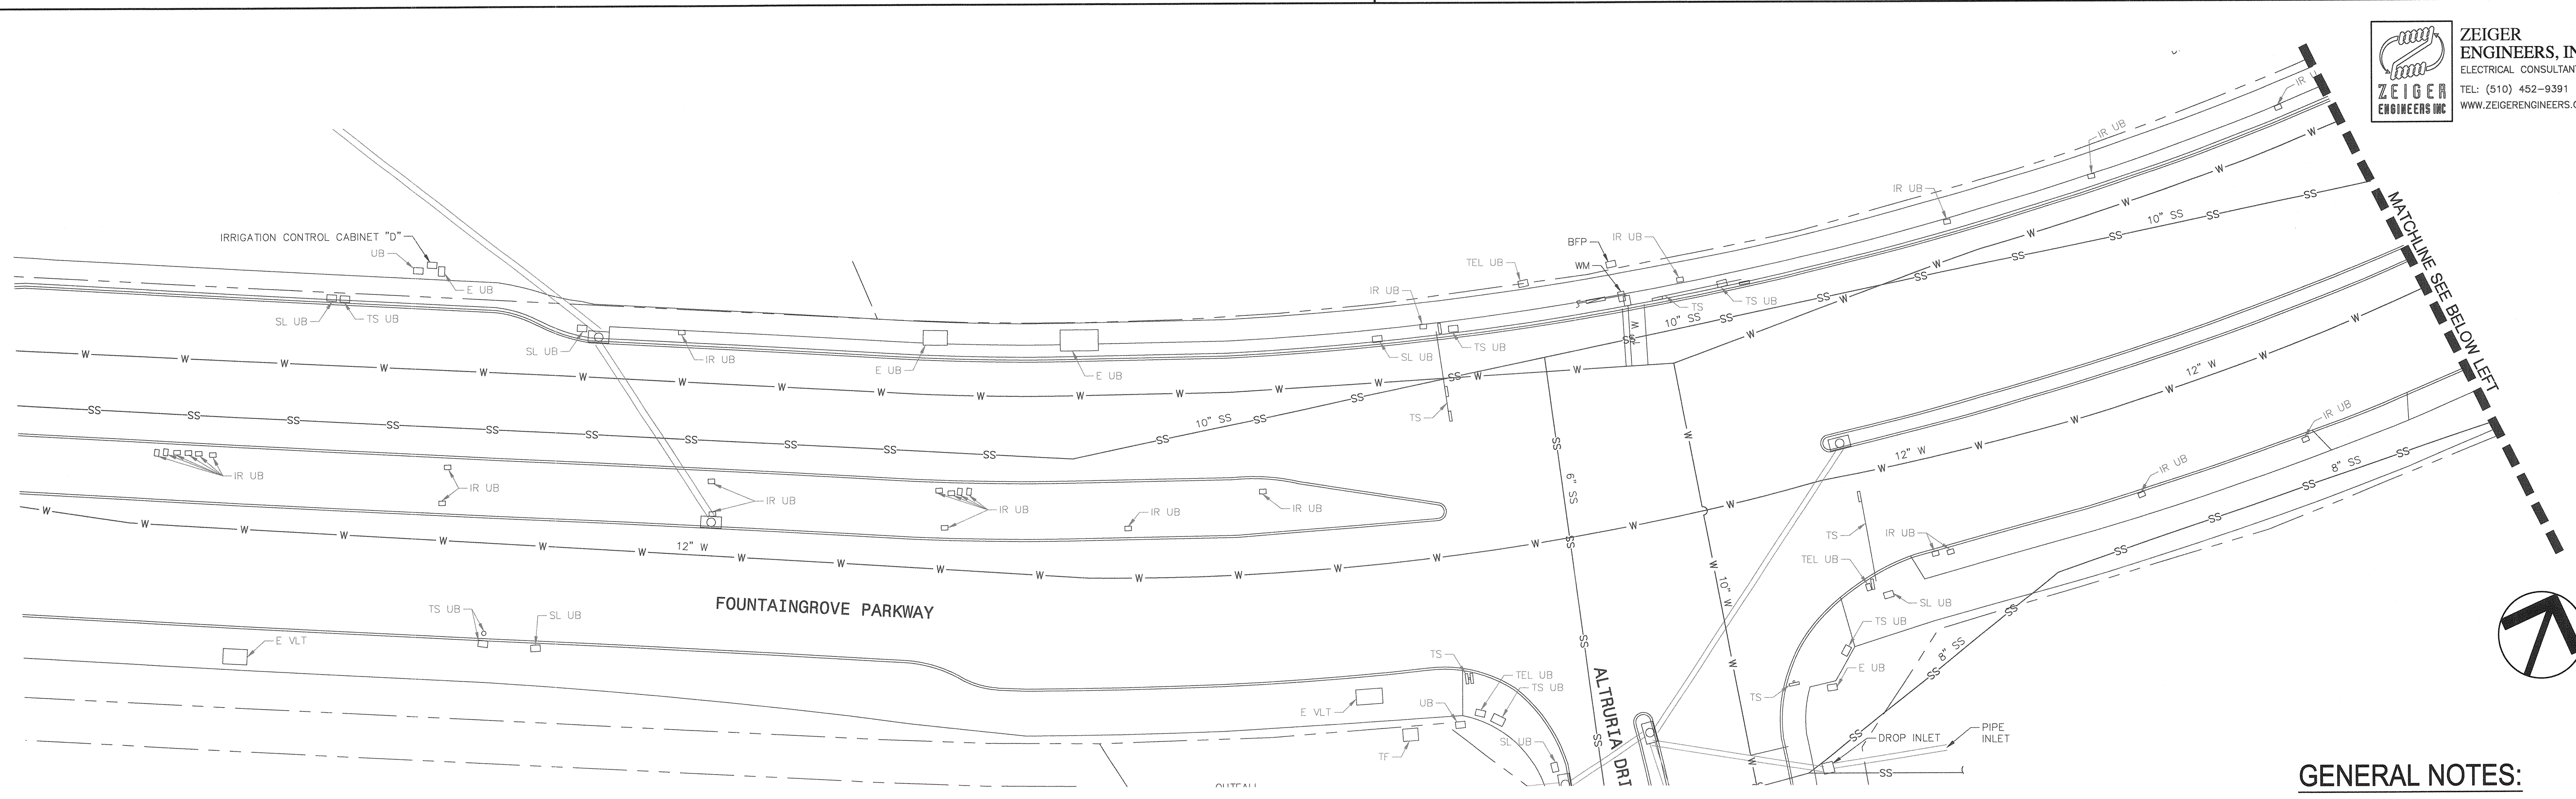 ZEIGER
ENGINEERS, IN
ELECTRICAL CONSULTAN
TEL: (510) 452-9391
WWW.ZEIGERENGINEERS.C
ZEIGER
ENGINEERS INC
IR U
IR UB
IR UB
10" SS
MATCHLINE SEE BELOW LEFT
IRRIGATION CONTROL CABINET "D"
UB
E UB
SL UB
TS UB
SL UB
IR UB
E UB
E UB
IR UB
TEL UB
BFP
WM
IR UB
TS
TS UB
10" SS
SL UB
TS UB
TS
W
W
SS
10" SS
12" W
12" W
IR UB
IR UB
8" SS
IR UB
IR UB
IR UB
IR UB
IR UB
IR UB
12" W
6" SS
10" W
TS
IR UB
TEL UB
SL UB
TS UB
E UB
TS
8" SS
FOUNTAINGROVE PARKWAY
TS UB
SL UB
E VLT
TS
TEL UB
TS UB
UB
E VLT
TF
SL UB
ALTRURIA DRI
DROP INLET
PIPE
INLET
SS
GENERAL NOTES: